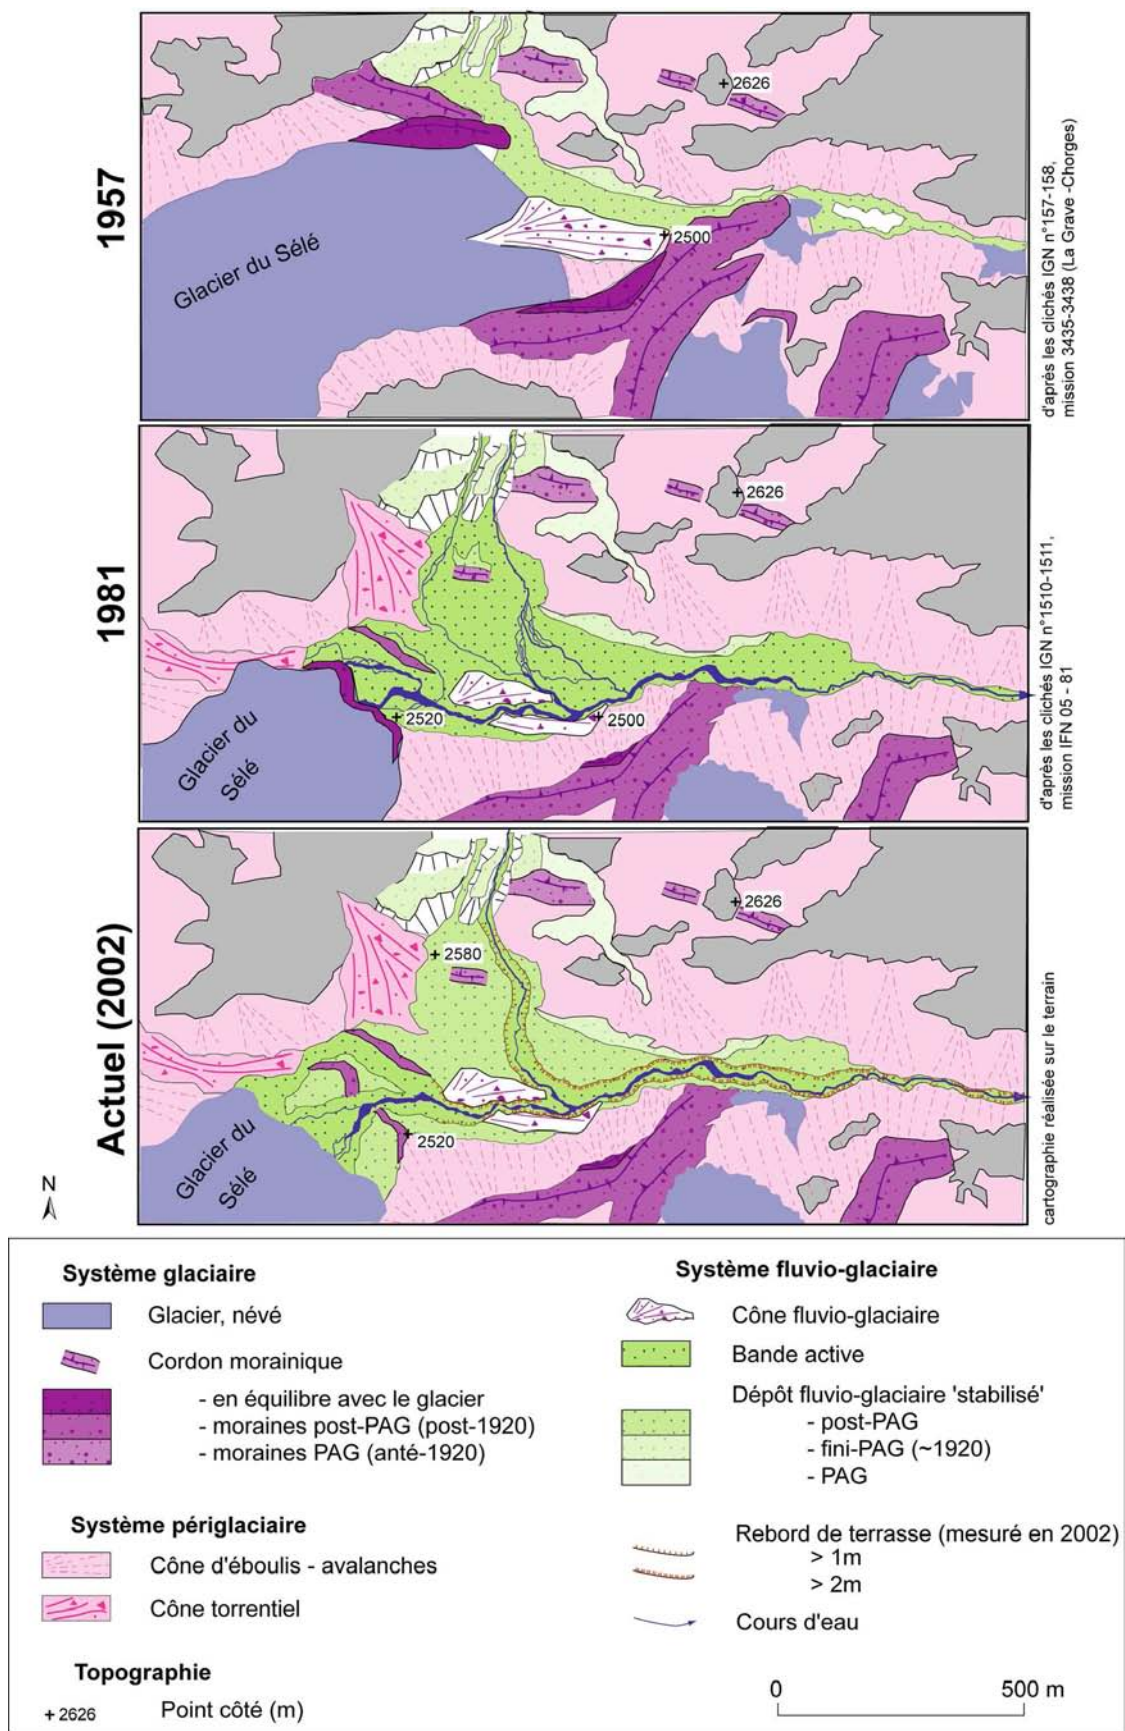 1957
Glacier du Sélé
2626
2500
d'après les clichés IGN n°157-158,
mission 3435-3438 (La Grave -Chorges)
1981
Glacier du
Sélé
2626
2520
2500
d'après les clichés IGN n°1510-1511,
mission IFN 05 - 81
Actuel (2002)
Glacier du
Sélé
2626
2580
2520
cartographie réalisée sur le terrain
N
Système glaciaire
Glacier, névé
Cordon morainique
- en équilibre avec le glacier
- moraines post-PAG (post-1920)
- moraines PAG (anté-1920)
Système périglaciaire
Cône d'éboulis - avalanches
Cône torrentiel
Topographie
+ 2626 Point côté (m)
Système fluvio-glaciaire
Cône fluvio-glaciaire
Bande active
Dépôt fluvio-glaciaire 'stabilisé'
- post-PAG
- fini-PAG (~1920)
- PAG
Rebord de terrasse (mesuré en 2002)
> 1m
> 2m
Cours d'eau
0 500 m